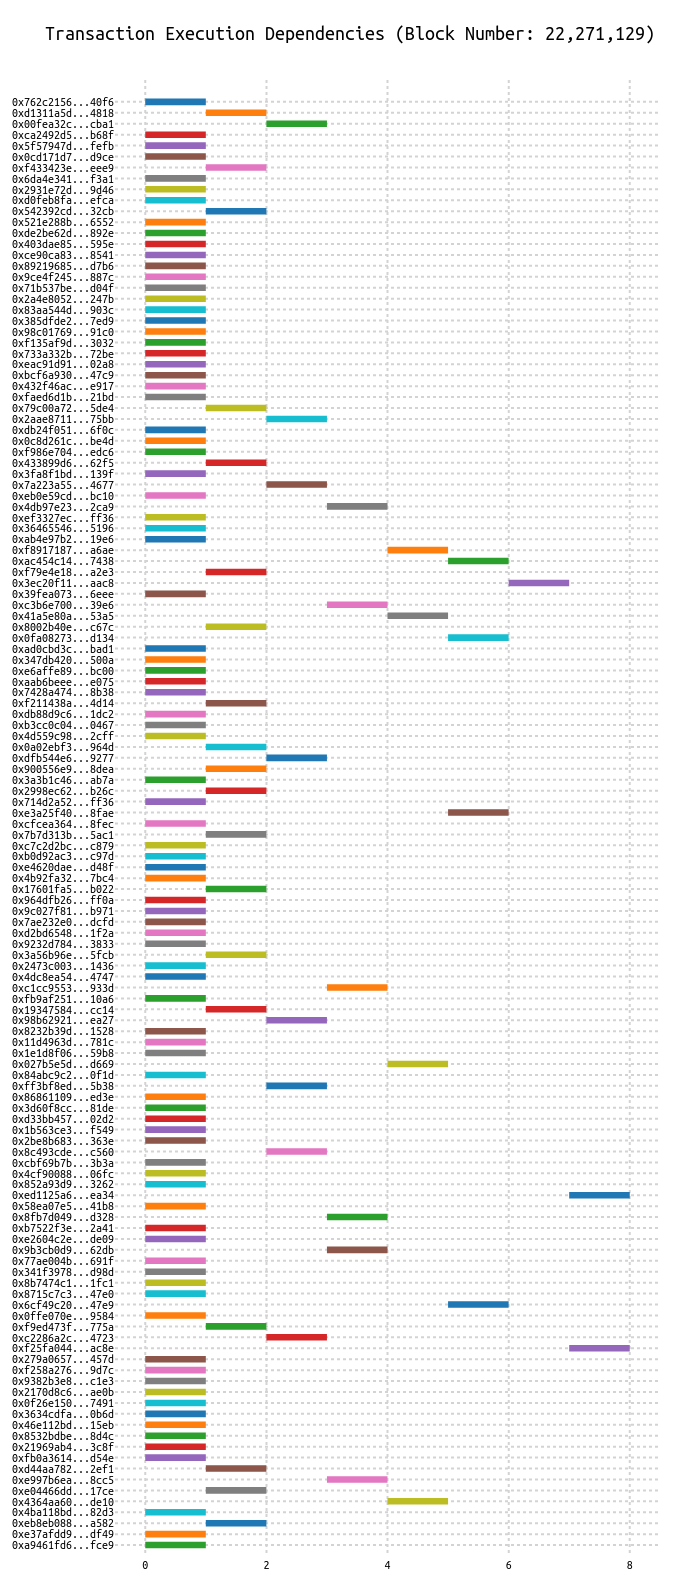 Transaction Execution Dependencies (Block Number: 22,271,129)
0x762c2156...40f6
0xd1311a5d...4818
0x00fea32c...cba1
0xca2492d5...b68f
0x5f57947d...fefb
0x0cd171d7...d9ce
0xf433423e...eee9
0x6da4e341...f3a1
0x2931e72d...9d46
0xd0feb8fa...efca
0x542392cd...32cb
0x521e288b...6552
0xde2be62d...892e
0x403dae85...595e
0xce90ca83...8541
0x89219685...d7b6
0x9ce4f245...887c
0x71b537be...d04f
0x2a4e8052...247b
0x83aa544d...903c
0x385dfde2...7ed9
0x98c01769...91c0
0xf135af9d...3032
0x733a332b...72be
0xeac91d91...02a8
0xbcf6a930...47c9
0x432f46ac...e917
0xfaed6d1b...21bd
0x79c00a72...5de4
0x2aae8711...75bb
0xdb24f051...6f0c
0x0c8d261c...be4d
0xf986e704...edc6
0x433899d6...62f5
0x3fa8f1bd...139f
0x7a223a55...4677
0xeb0e59cd...bc10
0x4db97e23...2ca9
0xef3327ec...ff36
0x36465546...5196
0xab4e97b2...19e6
0xf8917187...a6ae
0xac454c14...7438
0xf79e4e18...a2e3
0x3ec20f11...aac8
0x39fea073...6eee
0xc3b6e700...39e6
0x41a5e80a...53a5
0x8002b40e...c67c
0x0fa08273...d134
0xad0cbd3c...bad1
0x347db420...500a
0xe6affe89...bc00
0xaab6beee...e075
0x7428a474...8b38
0xf211438a...4d14
0xdb88d9c6...1dc2
0xb3cc0c04...0467
0x4d559c98...2cff
0x0a02ebf3...964d
0xdfb544e6...9277
0x900556e9...8dea
0x3a3b1c46...ab7a
0x2998ec62...b26c
0x714d2a52...ff36
0xe3a25f40...8fae
0xcfcea364...8fec
0x7b7d313b...5ac1
0xc7c2d2bc...c879
0xb0d92ac3...c97d
0xe4620dae...d48f
0x4b92fa32...7bc4
0x17601fa5...b022
0x964dfb26...ff0a
0x9c027f81...b971
0x7ae232e0...dcfd
0xd2bd6548...1f2a
0x9232d784...3833
0x3a56b96e...5fcb
0x2473c003...1436
0x4dc8ea54...4747
0xc1cc9553...933d
0xfb9af251...10a6
0x19347584...cc14
0x98b62921...ea27
0x8232b39d...1528
0x11d4963d...781c
0x1e1d8f06...59b8
0x027b5e5d...d669
0x84abc9c2...0f1d
0xff3bf8ed...5b38
0x86861109...ed3e
0x3d60f8cc...81de
0xd33bb457...02d2
0x1b563ce3...f549
0x2be8b683...363e
0x8c493cde...c560
0xcbf69b7b...3b3a
0x4cf90088...06fc
0x852a93d9...3262
0xed1125a6...ea34
0x58ea07e5...41b8
0x8fb7d049...d328
0xb7522f3e...2a41
0xe2604c2e...de09
0x9b3cb0d9...62db
0x77ae004b...691f
0x341f3978...d98d
0x8b7474c1...1fc1
0x8715c7c3...47e0
0x6cf49c20...47e9
0x0ffe070e...9584
0xf9ed473f...775a
0xc2286a2c...4723
0xf25fa044...ac8e
0x279a0657...457d
0xf258a276...9d7c
0x9382b3e8...c1e3
0x2170d8c6...ae0b
0x0f26e150...7491
0x3634cdfa...0b6d
0x46e112bd...15eb
0x8532bdbe...8d4c
0x21969ab4...3c8f
0xfb0a3614...d54e
0xd44aa782...2ef1
0xe997b6ea...8cc5
0xe04466dd...17ce
0x4364aa60...de10
0x4ba118bd...82d3
0xeb8eb088...a582
0xe37afdd9...df49
0xa9461fd6...fce9
0 2 4 6 8